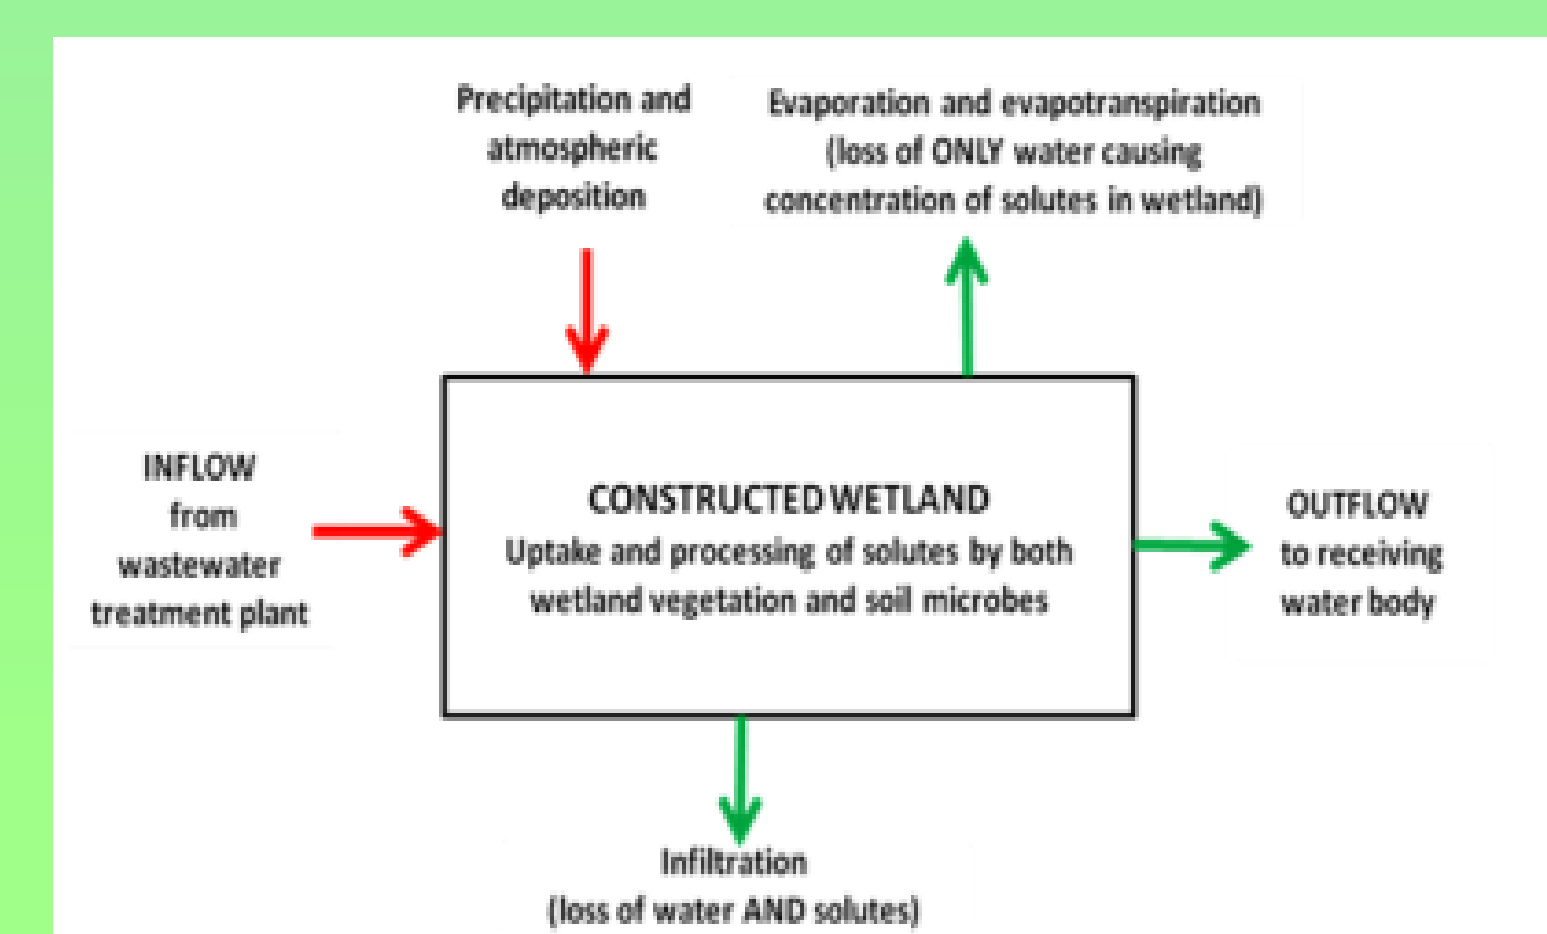 Precipitation and
atmospheric
deposition
Evaporation and evapotranspiration
(loss of ONLY water causing
concentration of solutes in wetland)
INFLOW
from
wastewater
treatment plant
CONSTRUCTED WETLAND
Uptake and processing of solutes by both
wetland vegetation and soil microbes
OUTFLOW
to receiving
water body
Infiltration
(loss of water AND solutes)